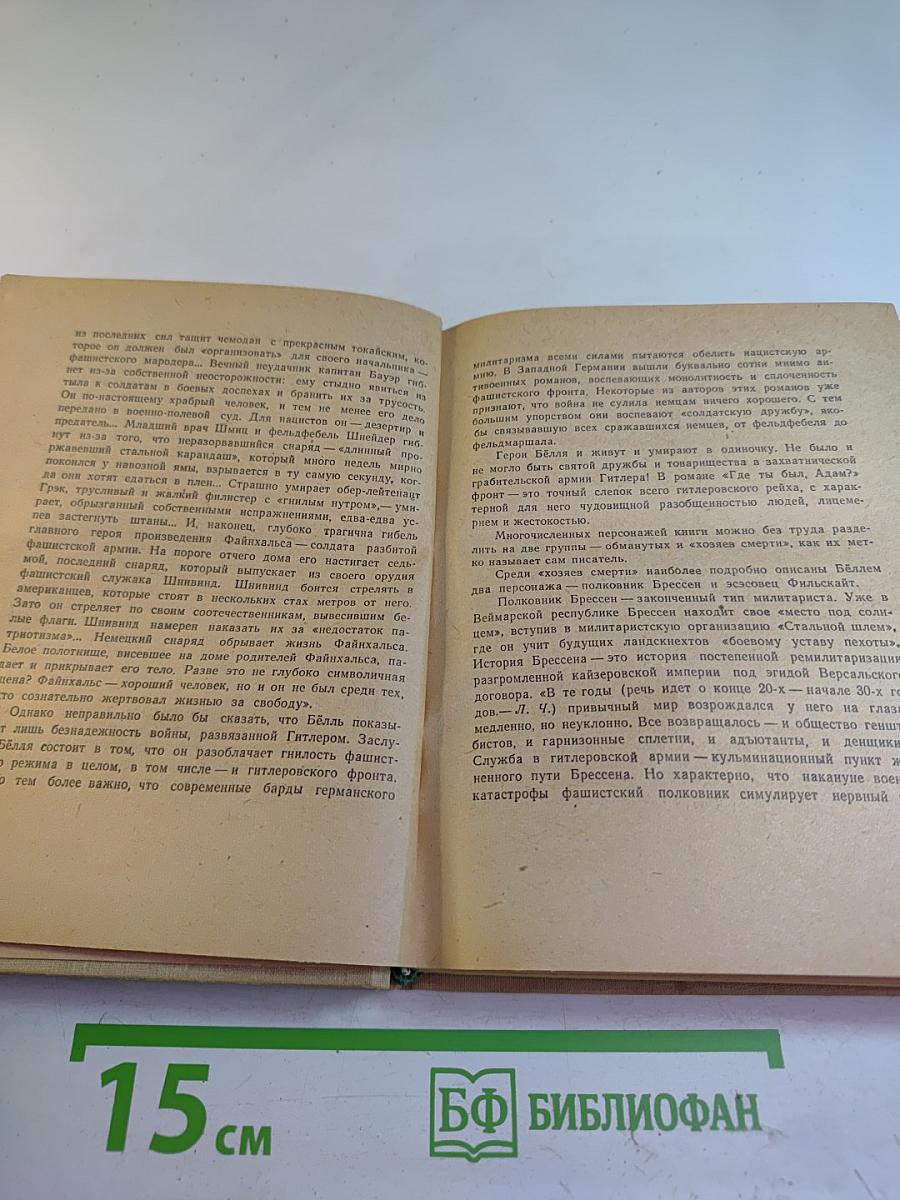 из последних сил тащит чемодан с прекрасным токайским, ко-
торое он должен был «организовать» для своего начальника —
фашистского мародера... Вечный неудачник капитан Бауэр гиб-
нет из-за собственной неосторожности: ему стыдно явиться из
тыла к солдатам в боевых доспехах и бранить их за трусость.
Он по-настоящему храбрый человек, и тем не менее его дело
передано в военно-полевой суд. Для нацистов он — дезертир и
предатель... Младший врач Шмиц и фельдфебель Шнейдер гиб-
нут из-за того, что неразорвавшийся снаряд — «длинный про-
ржавевший стальной карандаш», который много недель мирно
покоился у навозной ямы, взрывается в ту самую секунду, ког-
да они хотят сдаться в плен... Страшно умирает обер-лейтенант
Грэк, трусливый и жалкий филистер с «гнилым нутром»,— уми-
рает, обрызганный собственными испражнениями, едва-едва ус-
пев застегнуть штаны... И, наконец, глубоко трагична гибель
главного героя произведения Файнхальса — солдата разбитой
фашистской армии. На пороге отчего дома его настигает седь-
мой, последний снаряд, который выпускает из своего орудия
фашистский служака Шнивинд. Шнивинд боится стрелять в
американцев, которые стоят в нескольких стах метров от него.
Зато он стреляет по своим соотечественникам, вывесившим бе-
лые флаги. Шнивинд намерен наказать их за «недостаток па-
триотизма»... Немецкий снаряд обрывает жизнь Файнхальса.
Белое полотнище, висевшее на доме родителей Файнхальса, па-
дает и прикрывает его тело. Разве это не глубоко символичная
цена? Файнхальс — хороший человек, но и он не был среди тех,
кто сознательно жертвовал жизнью за свободу».
Однако неправильно было бы сказать, что Бёлль показы-
т лишь безнадежность войны, развязанной Гитлером. Заслу-
Бёлля состоит в том, что он разоблачает гнилость фашист-
о режима в целом, в том числе — и гитлеровского фронта.
о тем более важно, что современные барды германского
милитаризма всеми силами пытаются обелить нацистскую ар-
мию. В Западной Германии вышли буквально сотни мнимо ан-
тивоенных романов, воспевающих монолитность и сплоченность
фашистского фронта. Некоторые из авторов этих романов уже
признают, что война не сулила немцам ничего хорошего. С тем
большим упорством они воспевают «солдатскую дружбу», яко-
бы связывавшую всех сражавшихся немцев, от фельдфебеля до
фельдмаршала.
Герои Бёлля и живут и умирают в одиночку. Не было и
не могло быть святой дружбы и товарищества в захватнической
грабительской армии Гитлера! В романе «Где ты был, Адам?»
фронт — это точный слепок всего гитлеровского рейха, с харак-
терной для него чудовищной разобщенностью людей, лицеме-
рием и жестокостью.
Многочисленных персонажей книги можно без труда разде-
лить на две группы — обманутых и «хозяев смерти», как их мет-
ко называет сам писатель.
Среди «хозяев смерти» наиболее подробно описаны Бёллем
два персонажа — полковник Брессен и эсэсовец Фильскайт.
Полковник Брессен — законченный тип милитариста. Уже в
Веймарской республике Брессен находит свое «место под солн-
цем», вступив в милитаристскую организацию «Стальной шлем»,
где он учит будущих ландскнехтов «боевому уставу пехоты».
История Брессена — это история постепенной ремилитаризации
разгромленной кайзеровской империи под эгидой Версальского
договора. «В те годы (речь идет о конце 20-х — начале 30-х го-
дов.— Л. Ч.) привычный мир возрождался у него на глаза
медленно, но неуклонно. Все возвращалось — и общество геншт
бистов, и гарнизонные сплетни, и адъютанты, и денщики
Служба в гитлеровской армии — кульминационный пункт ж
ненного пути Брессена. Но характерно, что накануне воен
катастрофы фашистский полковник симулирует нервный
15 см
БФ БИБЛИОФАН